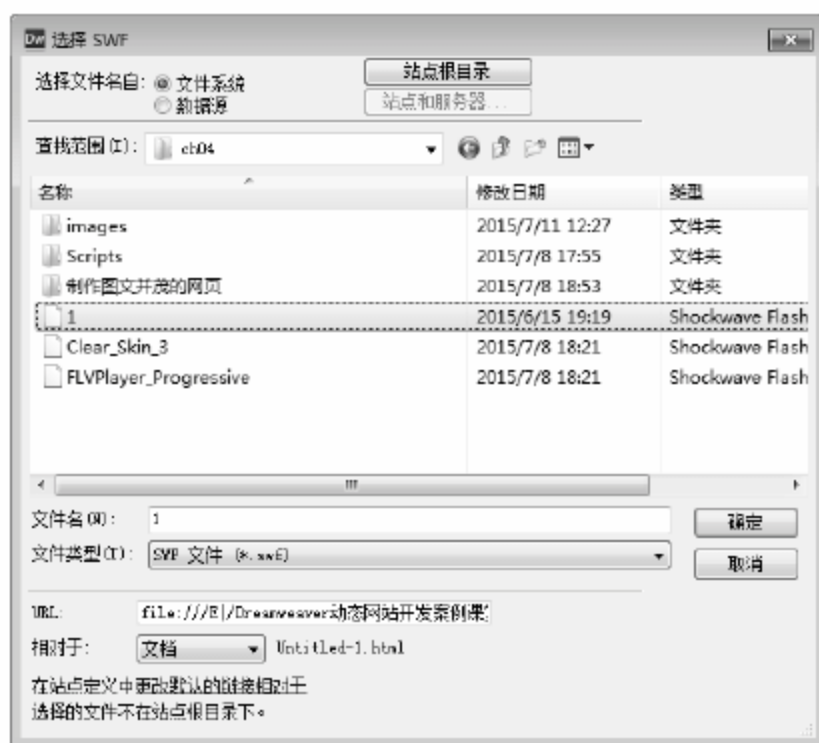 Dw 选择 SWF
选择文件名自: 文件系统 站点根目录
数据源 站点和服务器...
查找范围(I): ch04
名称 修改日期 类型
images 2015/7/11 12:27 文件夹
Scripts 2015/7/8 17:55 文件夹
制作图文并茂的网页 2015/7/8 18:53 文件夹
1 2015/6/15 19:19 Shockwave Flash
Clear_Skin_3 2015/7/8 18:21 Shockwave Flash
FLVPlayer_Progressive 2015/7/8 18:21 Shockwave Flash
文件名(N): 1 确定
文件类型(T): SWF 文件 (*.swf) 取消
URL: file:///E|/Dreamweaver动态网站开发案例课
相对于: 文档 Untitled-1.html
在站点定义中更改默认的链接相对于
选择的文件不在站点根目录下。